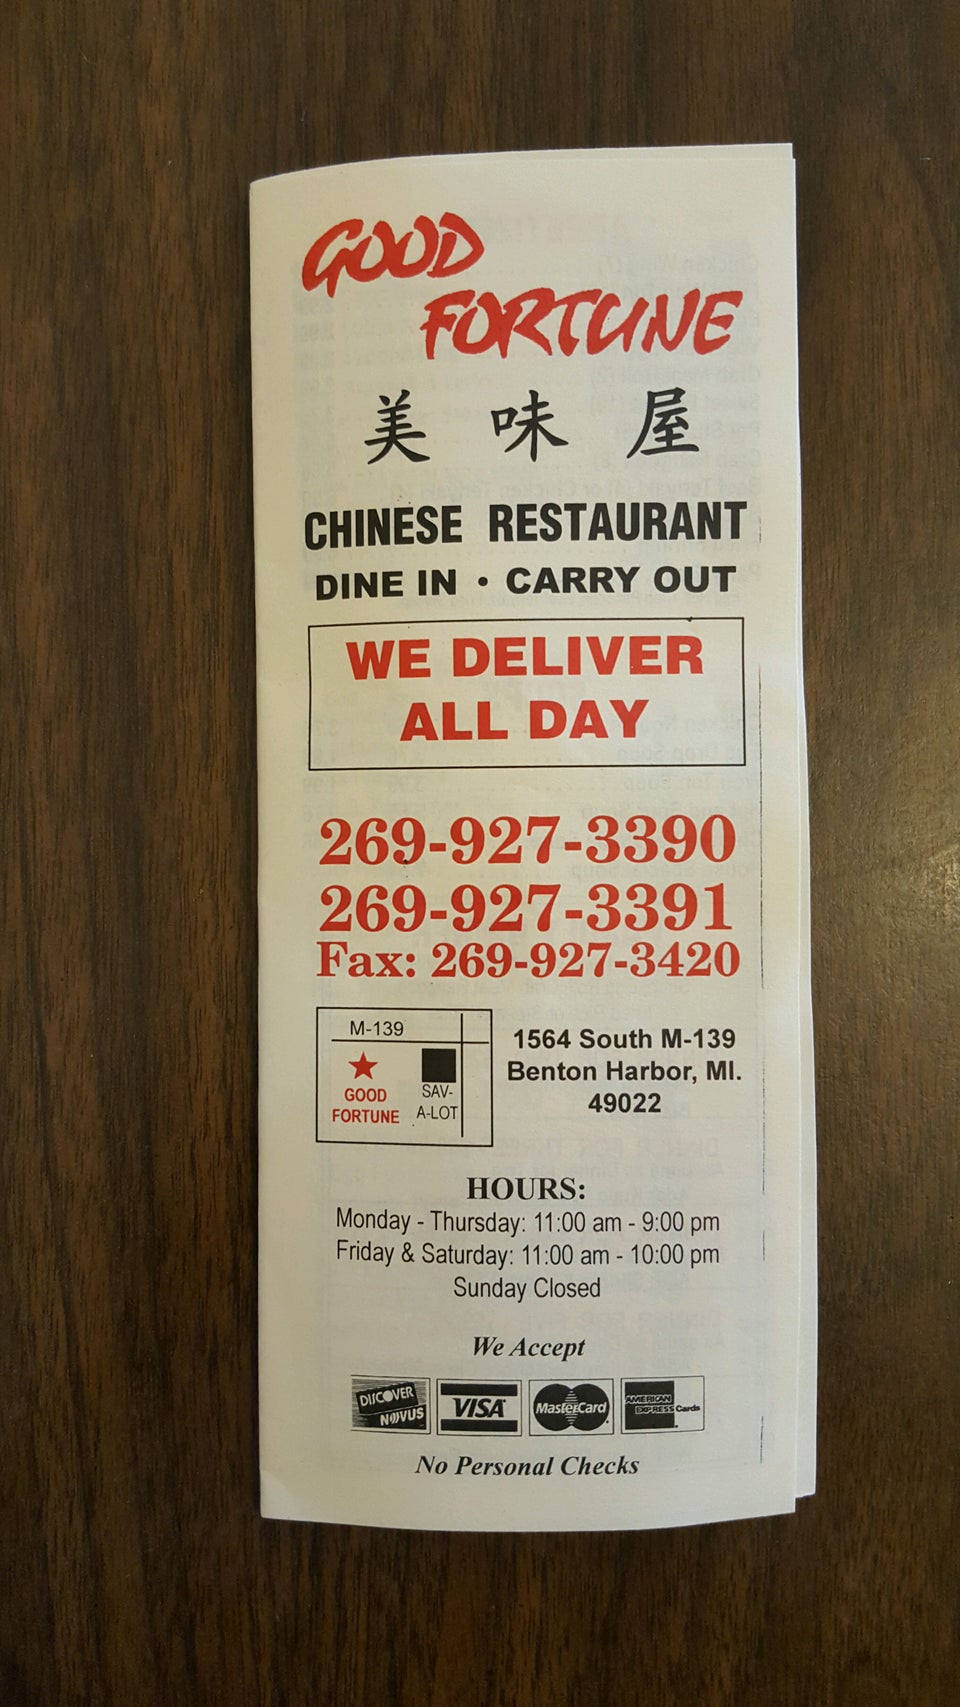 GOOD
FORTUNE
美味屋
CHINESE RESTAURANT
DINE IN • CARRY OUT
WE DELIVER
ALL DAY
269-927-3390
269-927-3391
Fax: 269-927-3420
M-139
GOOD
FORTUNE
SAV-
A-LOT
1564 South M-139
Benton Harbor, MI.
49022
HOURS:
Monday - Thursday: 11:00 am - 9:00 pm
Friday & Saturday: 11:00 am - 10:00 pm
Sunday Closed
We Accept
DISCOVER
NOVUS
VISA
MasterCard
AMERICAN
EXPRESS Cards
No Personal Checks